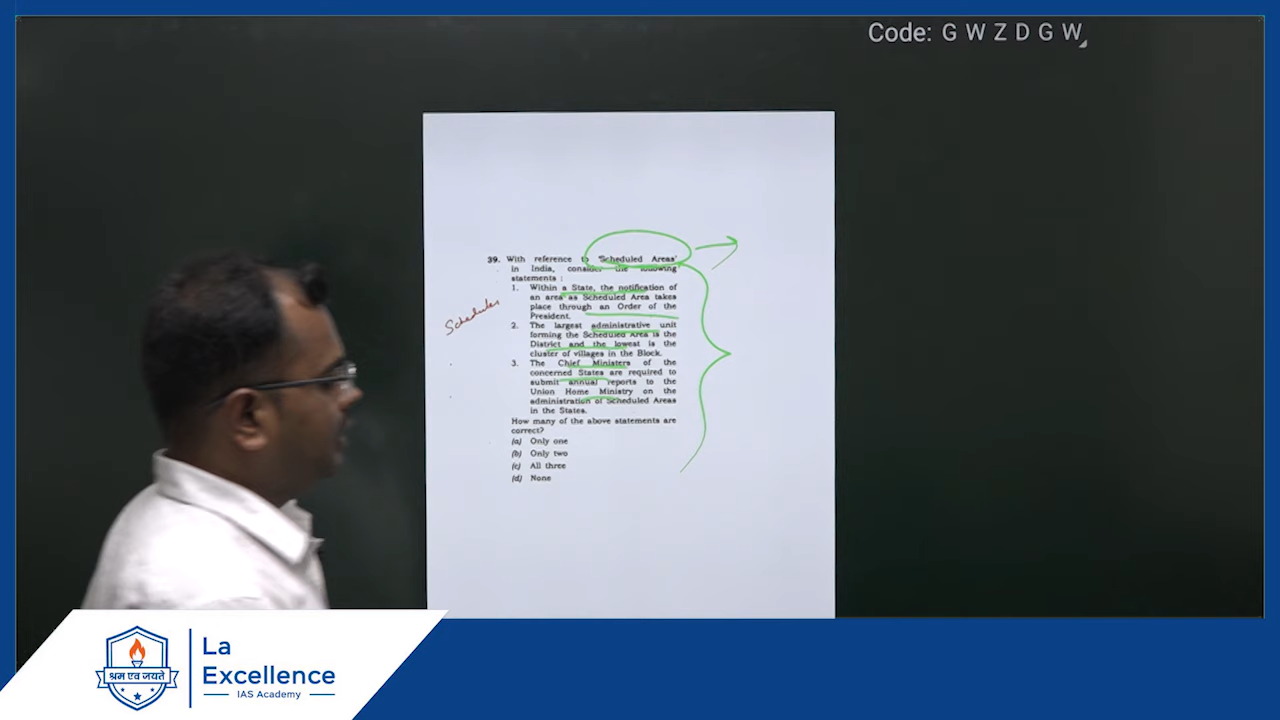 Code: G W Z D G W
39. With reference to 'Scheduled Areas'
in India, consider the following
statements :
1. Within a State, the notification of
an area as Scheduled Area takes
place through an Order of the
President.
2. The largest administrative unit
forming the Scheduled Area is the
District and the lowest is the
cluster of villages in the Block.
3. The Chief Ministers of the
concerned States are required to
submit annual reports to the
Union Home Ministry on the
administration of Scheduled Areas
in the States.
How many of the above statements are
correct?
(a) Only one
(b) Only two
(c) All three
(d) None
Schedules
श्रम एव जयते
La
Excellence
IAS Academy